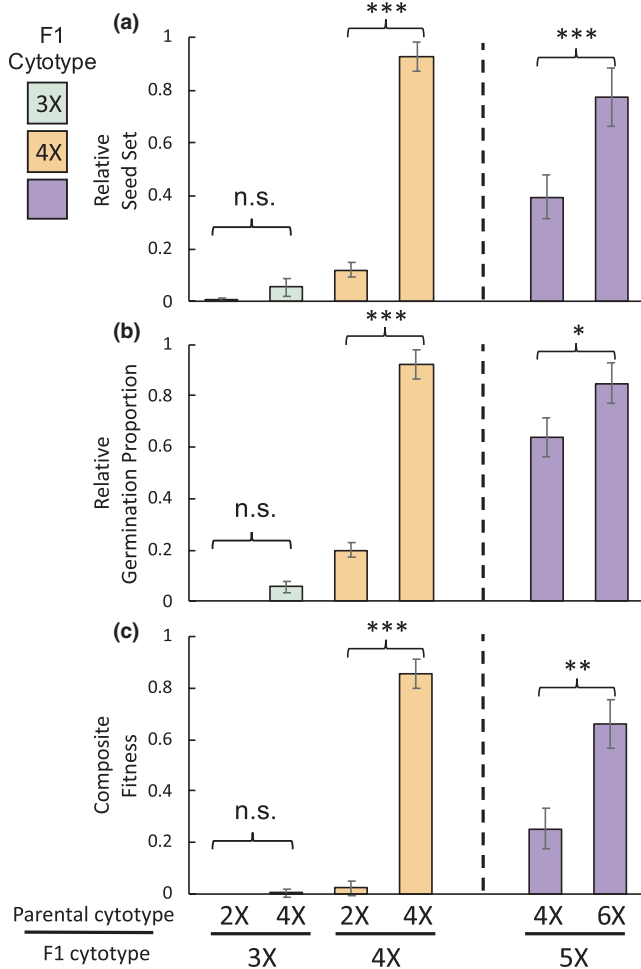 F1
Cytotype
3X
4X
(a)
Relative
Seed Set
1
0.8
0.6
0.4
0.2
0
n.s.
***
***
(b)
Relative
Germination Proportion
1
0.8
0.6
0.4
0.2
0
n.s.
***
*
(c)
Composite
Fitness
1
0.8
0.6
0.4
0.2
0
n.s.
***
**
Parental cytotype 2X 4X 2X 4X 4X 6X
F1 cytotype 3X 4X 5X